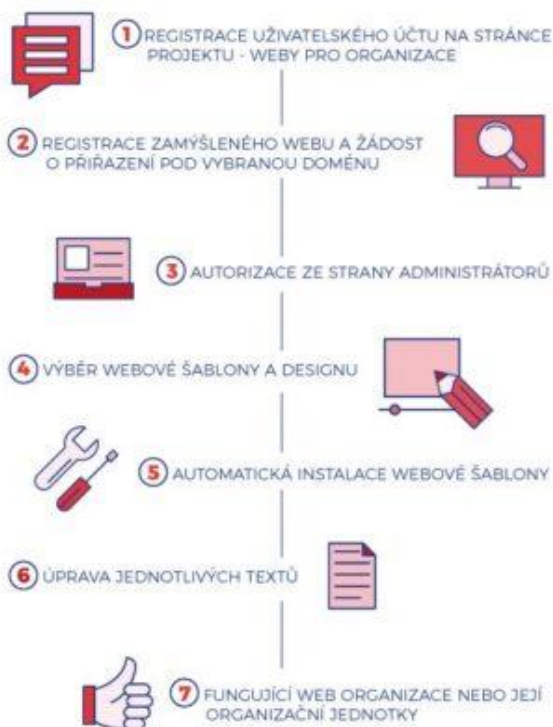 1 REGISTRACE UŽIVATELSKÉHO ÚČTU NA STRÁNCE
PROJEKTU - WEBY PRO ORGANIZACE
2 REGISTRACE ZAMÝŠLENÉHO WEBU A ŽÁDOST
O PŘIŘAZENÍ POD VYBRANOU DOMÉNU
3 AUTORIZACE ZE STRANY ADMINISTRÁTORŮ
4 VÝBĚR WEBOVÉ ŠABLONY A DESIGNU
5 AUTOMATICKÁ INSTALACE WEBOVÉ ŠABLONY
6 ÚPRAVA JEDNOTLIVÝCH TEXTŮ
7 FUNGUJÍCÍ WEB ORGANIZACE NEBO JEJÍ
ORGANIZAČNÍ JEDNOTKY